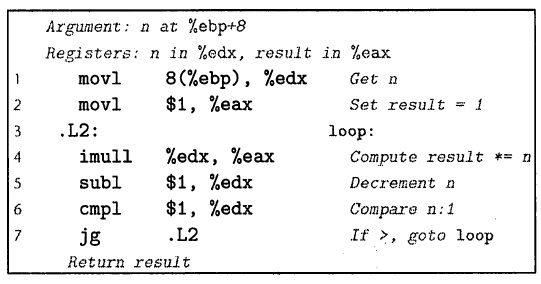 Argument: n at %ebp+8
Registers: n in %edx, result in %eax
1 movl 8(%ebp), %edx Get n
2 movl $1, %eax Set result = 1
3 .L2: loop:
4 imull %edx, %eax Compute result *= n
5 subl $1, %edx Decrement n
6 cmpl $1, %edx Compare n:1
7 jg .L2 If >, goto loop
Return result